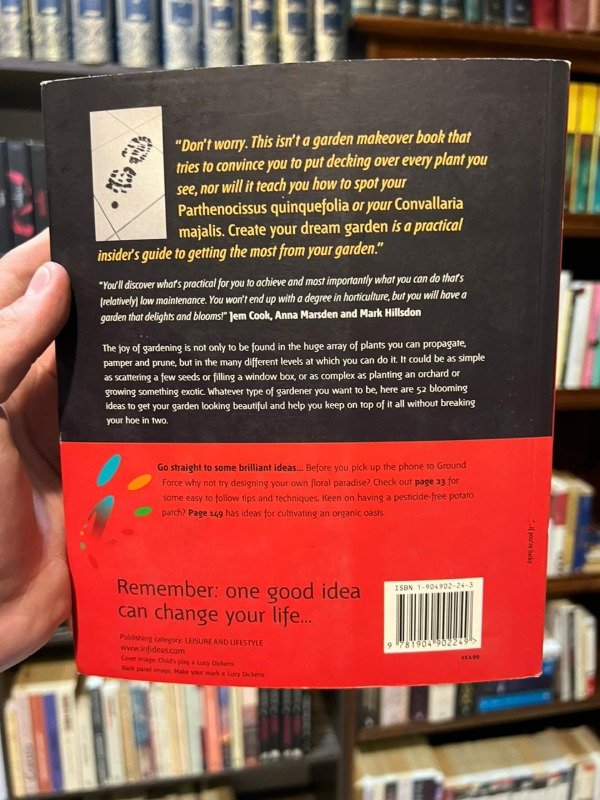 "Don't worry. This isn't a garden makeover book that
tries to convince you to put decking over every plant you
see, nor will it teach you how to spot your
Parthenocissus quinquefolia or your Convallaria
majalis. Create your dream garden is a practical
insider's guide to getting the most from your garden."
"You'll discover what's practical for you to achieve and most importantly what you can do that's
(relatively) low maintenance. You won't end up with a degree in horticulture, but you will have a
garden that delights and blooms!" Jem Cook, Anna Marsden and Mark Hillsdon
The joy of gardening is not only to be found in the huge array of plants you can propagate,
pamper and prune, but in the many different levels at which you can do it. It could be as simple
as scattering a few seeds or filling a window box, or as complex as planting an orchard or
growing something exotic. Whatever type of gardener you want to be, here are 52 blooming
ideas to get your garden looking beautiful and help you keep on top of it all without breaking
your hoe in two.
Go straight to some brilliant ideas... Before you pick up the phone to Ground
Force why not try designing your own floral paradise? Check out page 23 for
some easy to follow tips and techniques. Keen on having a pesticide-free potato
patch? Page 149 has ideas for cultivating an organic oasis.
"...if you're lucky
Remember: one good idea
can change your life...
Publishing category: LEISURE AND LIFESTYLE
www.infideas.com
Cover image: Child's play © Lucy Dickens
Back panel image: Make your mark © Lucy Dickens
ISBN 1-904902-24-3
9 781904 902249 >
£12.99